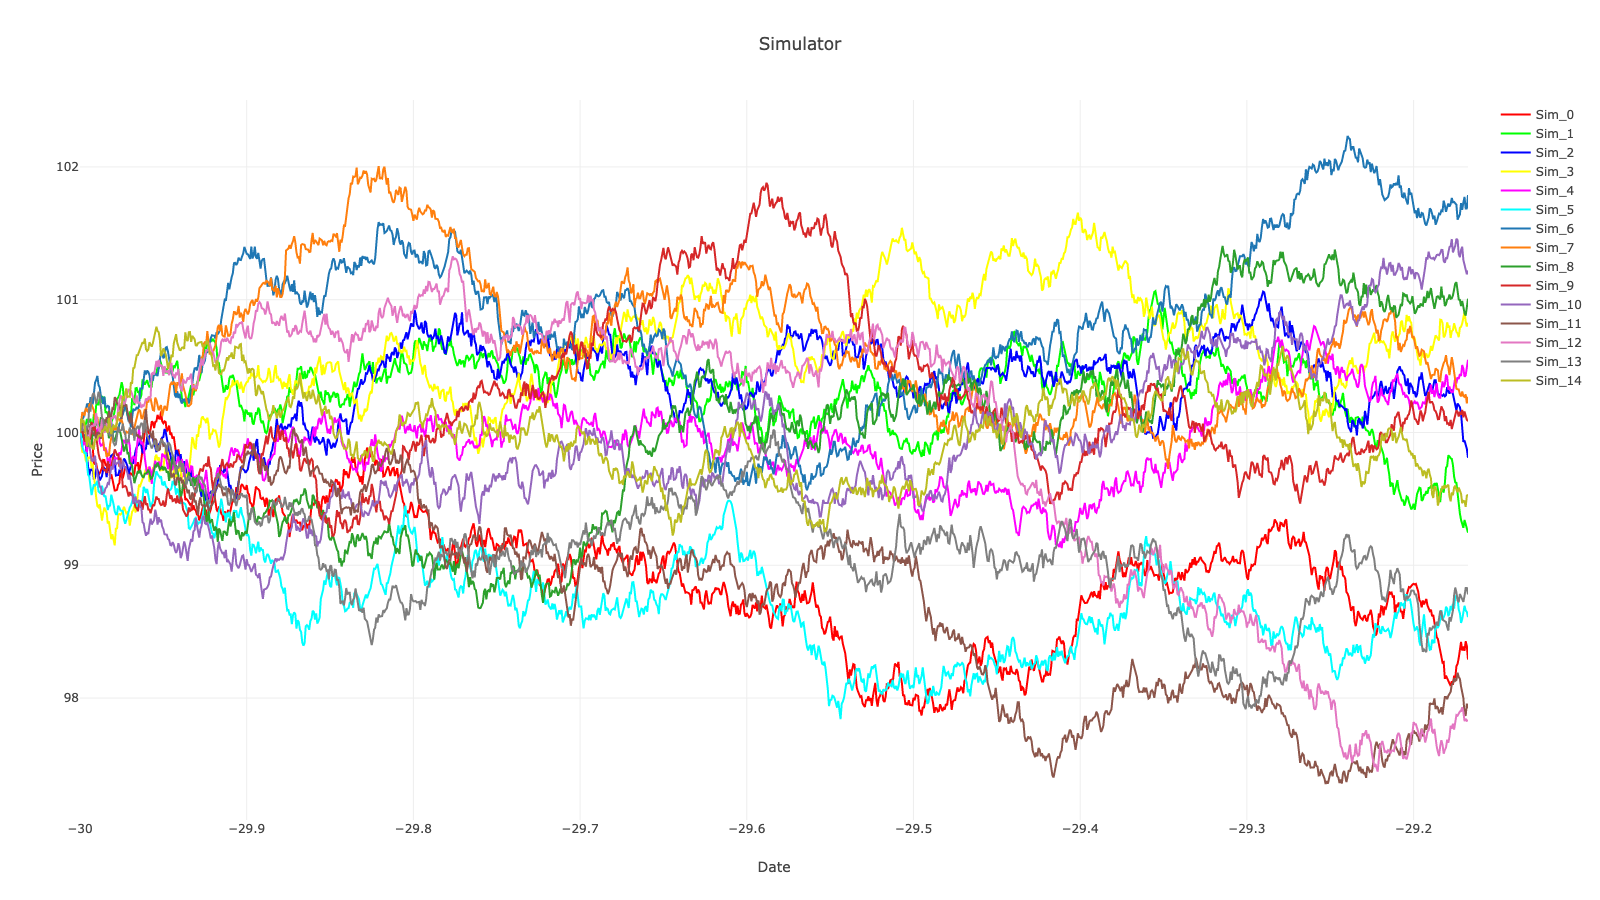 Simulator
Price
102
101
100
99
98
−30
−29.9
−29.8
−29.7
−29.6
−29.5
−29.4
−29.3
−29.2
Date
Sim_0
Sim_1
Sim_2
Sim_3
Sim_4
Sim_5
Sim_6
Sim_7
Sim_8
Sim_9
Sim_10
Sim_11
Sim_12
Sim_13
Sim_14